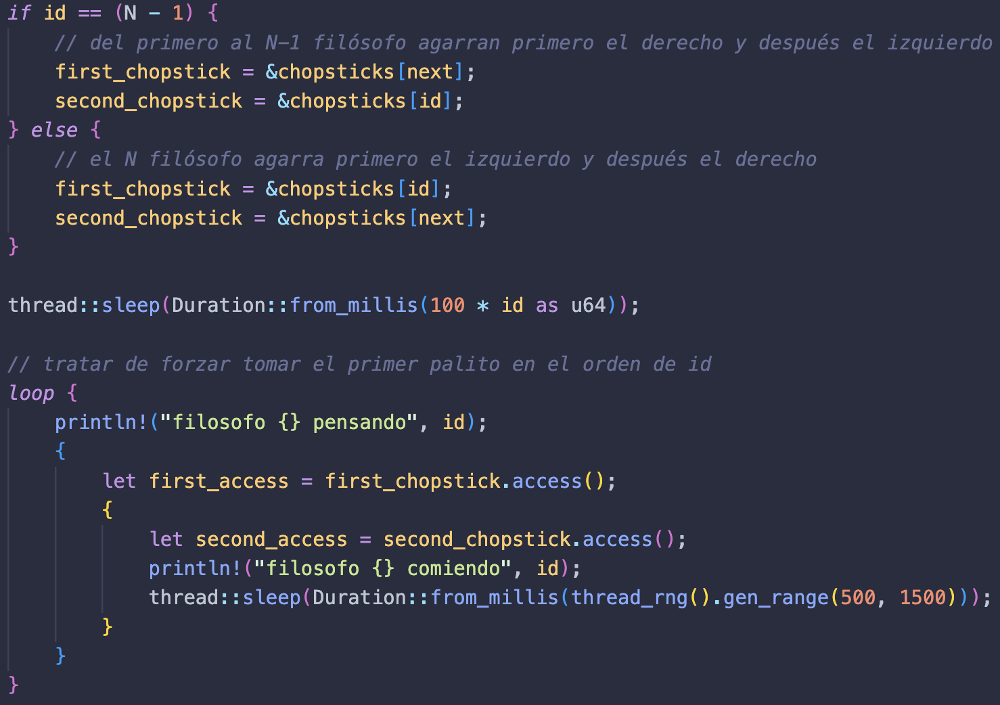 if id == (N - 1) {
    // del primero al N-1 filósofo agarran primero el derecho y después el izquierdo
    first_chopstick = &chopsticks[next];
    second_chopstick = &chopsticks[id];
} else {
    // el N filósofo agarra primero el izquierdo y después el derecho
    first_chopstick = &chopsticks[id];
    second_chopstick = &chopsticks[next];
}

thread::sleep(Duration::from_millis(100 * id as u64));

// tratar de forzar tomar el primer palito en el orden de id
loop {
    println!("filosofo {} pensando", id);
    {
        let first_access = first_chopstick.access();
        {
            let second_access = second_chopstick.access();
            println!("filosofo {} comiendo", id);
            thread::sleep(Duration::from_millis(thread_rng().gen_range(500, 1500)));
        }
    }
}